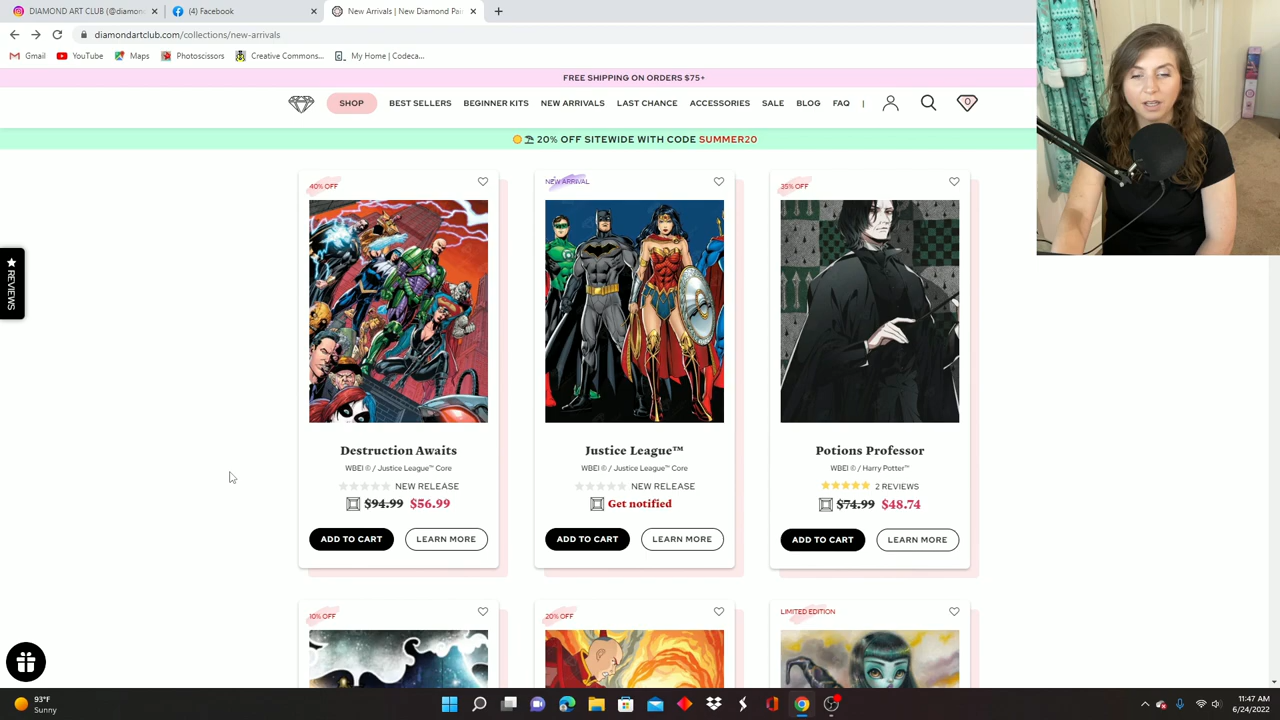 DIAMOND ART CLUB (@diamon
(4) Facebook
New Arrivals | New Diamond Pai
diamondartclub.com/collections/new-arrivals
Gmail
YouTube
Maps
Photoscissors
Creative Commons...
My Home | Codeca...
FREE SHIPPING ON ORDERS $75+
SHOP BEST SELLERS BEGINNER KITS NEW ARRIVALS LAST CHANCE ACCESSORIES SALE BLOG FAQ | 0
20% OFF SITEWIDE WITH CODE SUMMER20
★ REVIEWS
40% OFF
Destruction Awaits
WBEI © / Justice League™ Core
NEW RELEASE
$94.99 $56.99
ADD TO CART LEARN MORE
NEW ARRIVAL
Justice League™
WBEI © / Justice League™ Core
NEW RELEASE
Get notified
ADD TO CART LEARN MORE
35% OFF
Potions Professor
WBEI © / Harry Potter™
2 REVIEWS
$74.99 $48.74
ADD TO CART LEARN MORE
10% OFF
20% OFF
LIMITED EDITION
93°F
Sunny
11:47 AM
6/24/2022